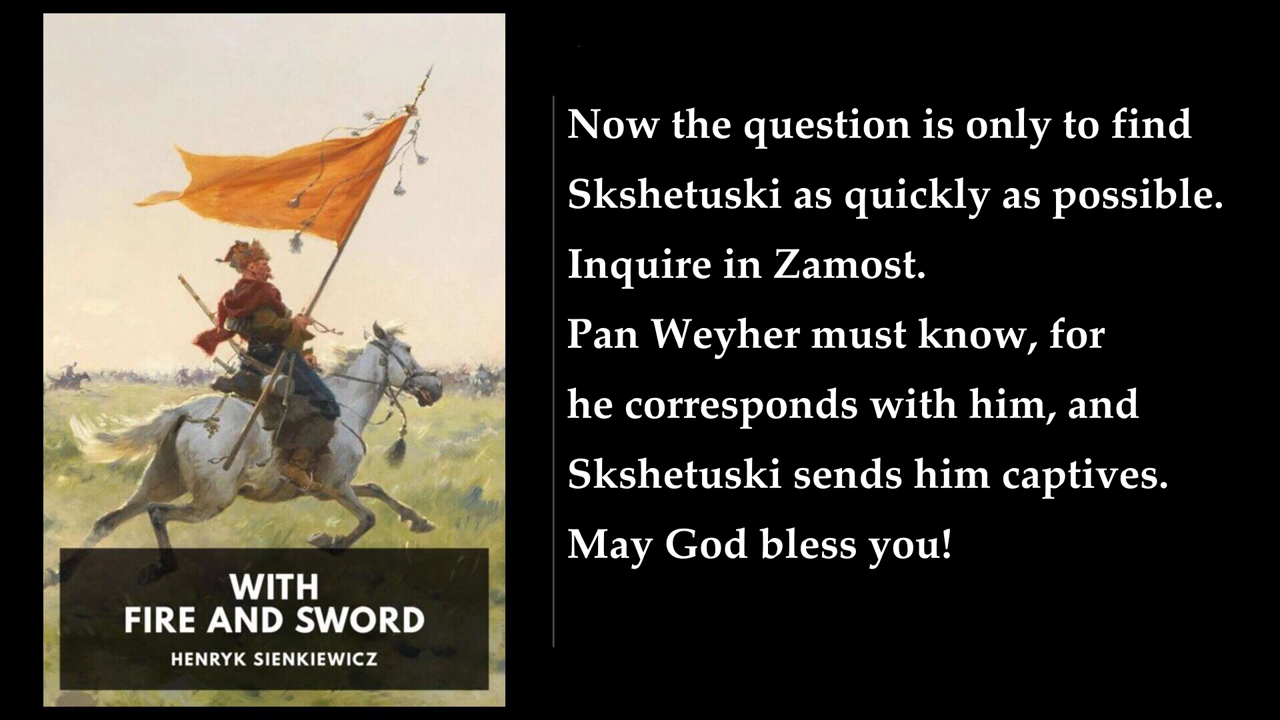 WITH
FIRE AND SWORD
HENRYK SIENKIEWICZ
Now the question is only to find
Skshetuski as quickly as possible.
Inquire in Zamost.
Pan Weyher must know, for
he corresponds with him, and
Skshetuski sends him captives.
May God bless you!